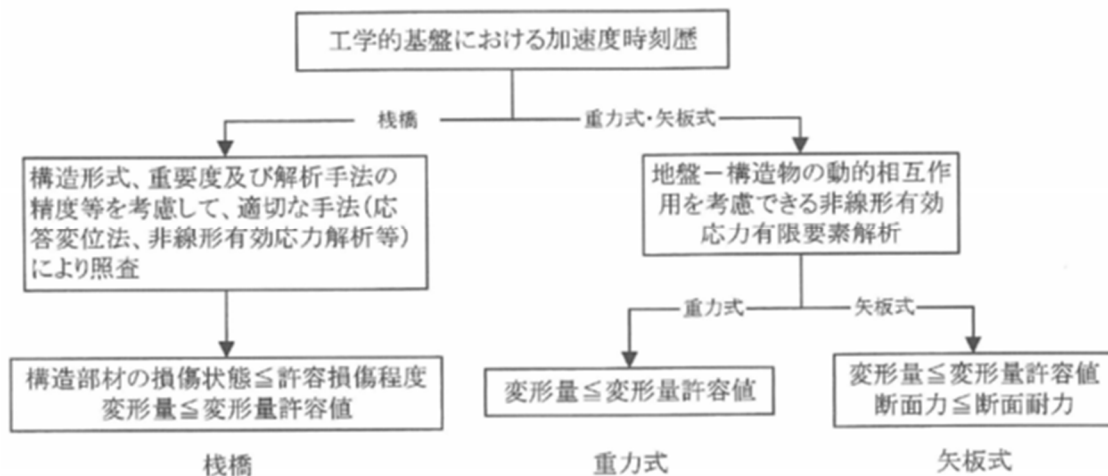 工学的基盤における加速度時刻歴
桟橋
重力式・矢板式
構造形式、重要度及び解析手法の
精度等を考慮して、適切な手法(応
答変位法、非線形有効応力解析等)
により照査
地盤－構造物の動的相互作
用を考慮できる非線形有効
応力有限要素解析
重力式
矢板式
構造部材の損傷状態≦許容損傷程度
変形量≦変形量許容値
変形量≦変形量許容値
変形量≦変形量許容値
断面力≦断面耐力
桟橋
重力式
矢板式